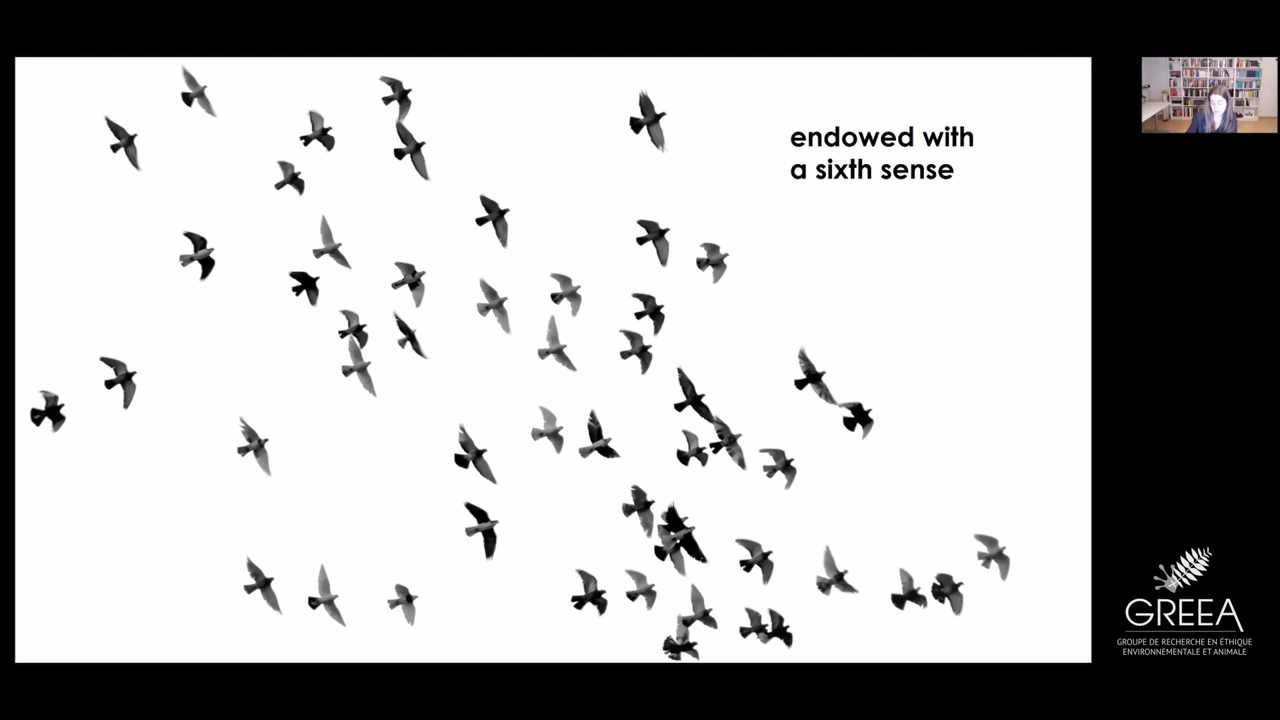 endowed with
a sixth sense
GREEA
GROUPE DE RECHERCHE EN ÉTHIQUE
ENVIRONNEMENTALE ET ANIMALE